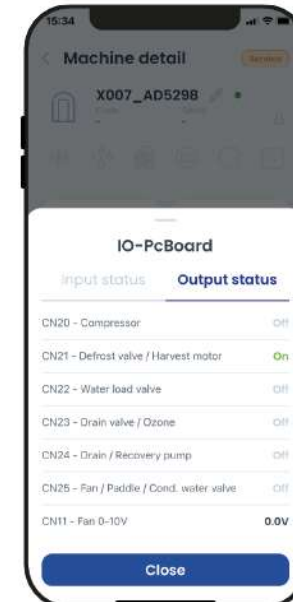 15:34
Machine detail
Service
X007_AD5298
IO-PcBoard
Input status Output status
CN20 - Compressor Off
CN21 - Defrost valve / Harvest motor On
CN22 - Water load valve Off
CN23 - Drain valve / Ozone Off
CN24 - Drain / Recovery pump Off
CN25 - Fan / Paddle / Cond. water valve Off
CN11 - Fan 0-10V 0.0V
Close